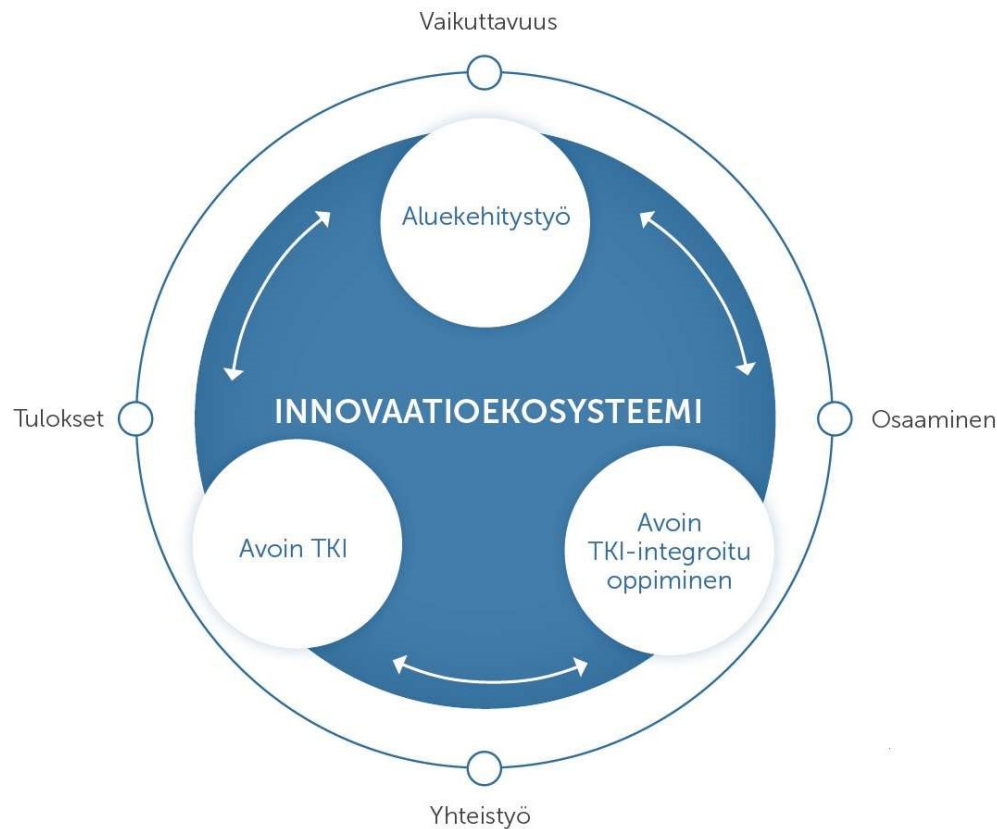 Vaikuttavuus
Aluekehitystyö
INNOVAATIOEKOSYSTEEMI
Tulokset
Osaaminen
Avoin TKI
Avoin
TKI-integroitu
oppiminen
Yhteistyö